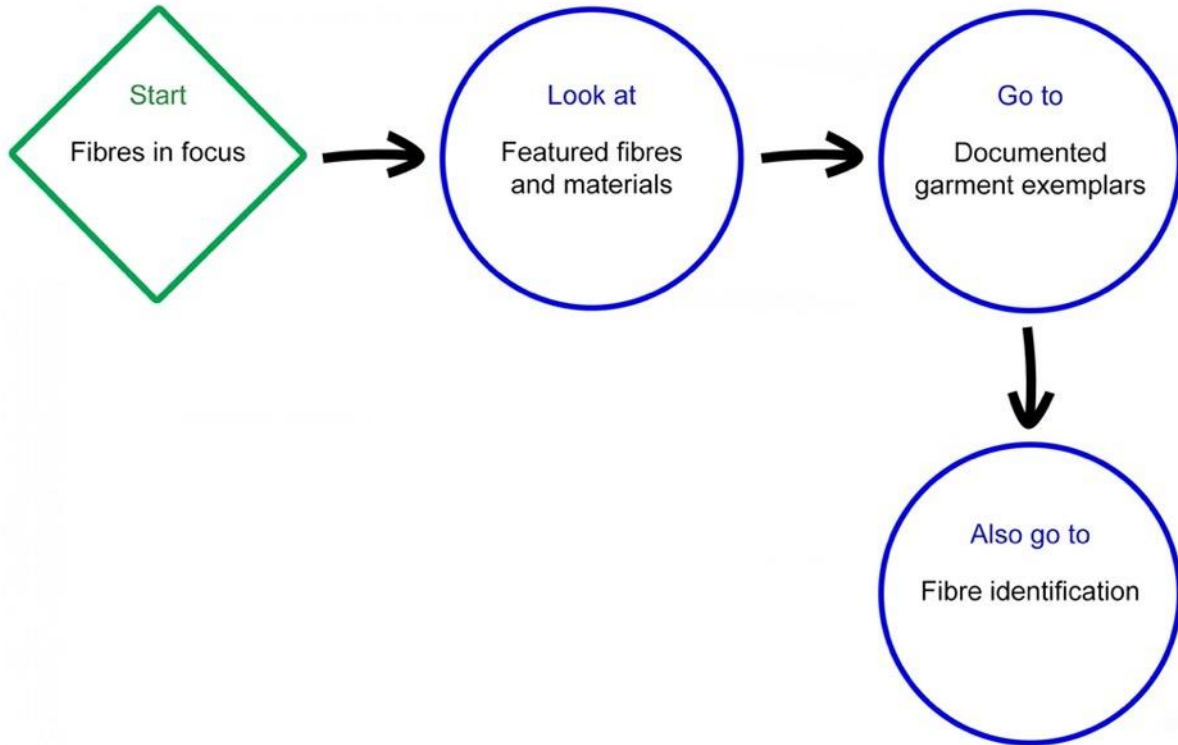 Start
Fibres in focus
Look at
Featured fibres
and materials
Go to
Documented
garment exemplars
Also go to
Fibre identification